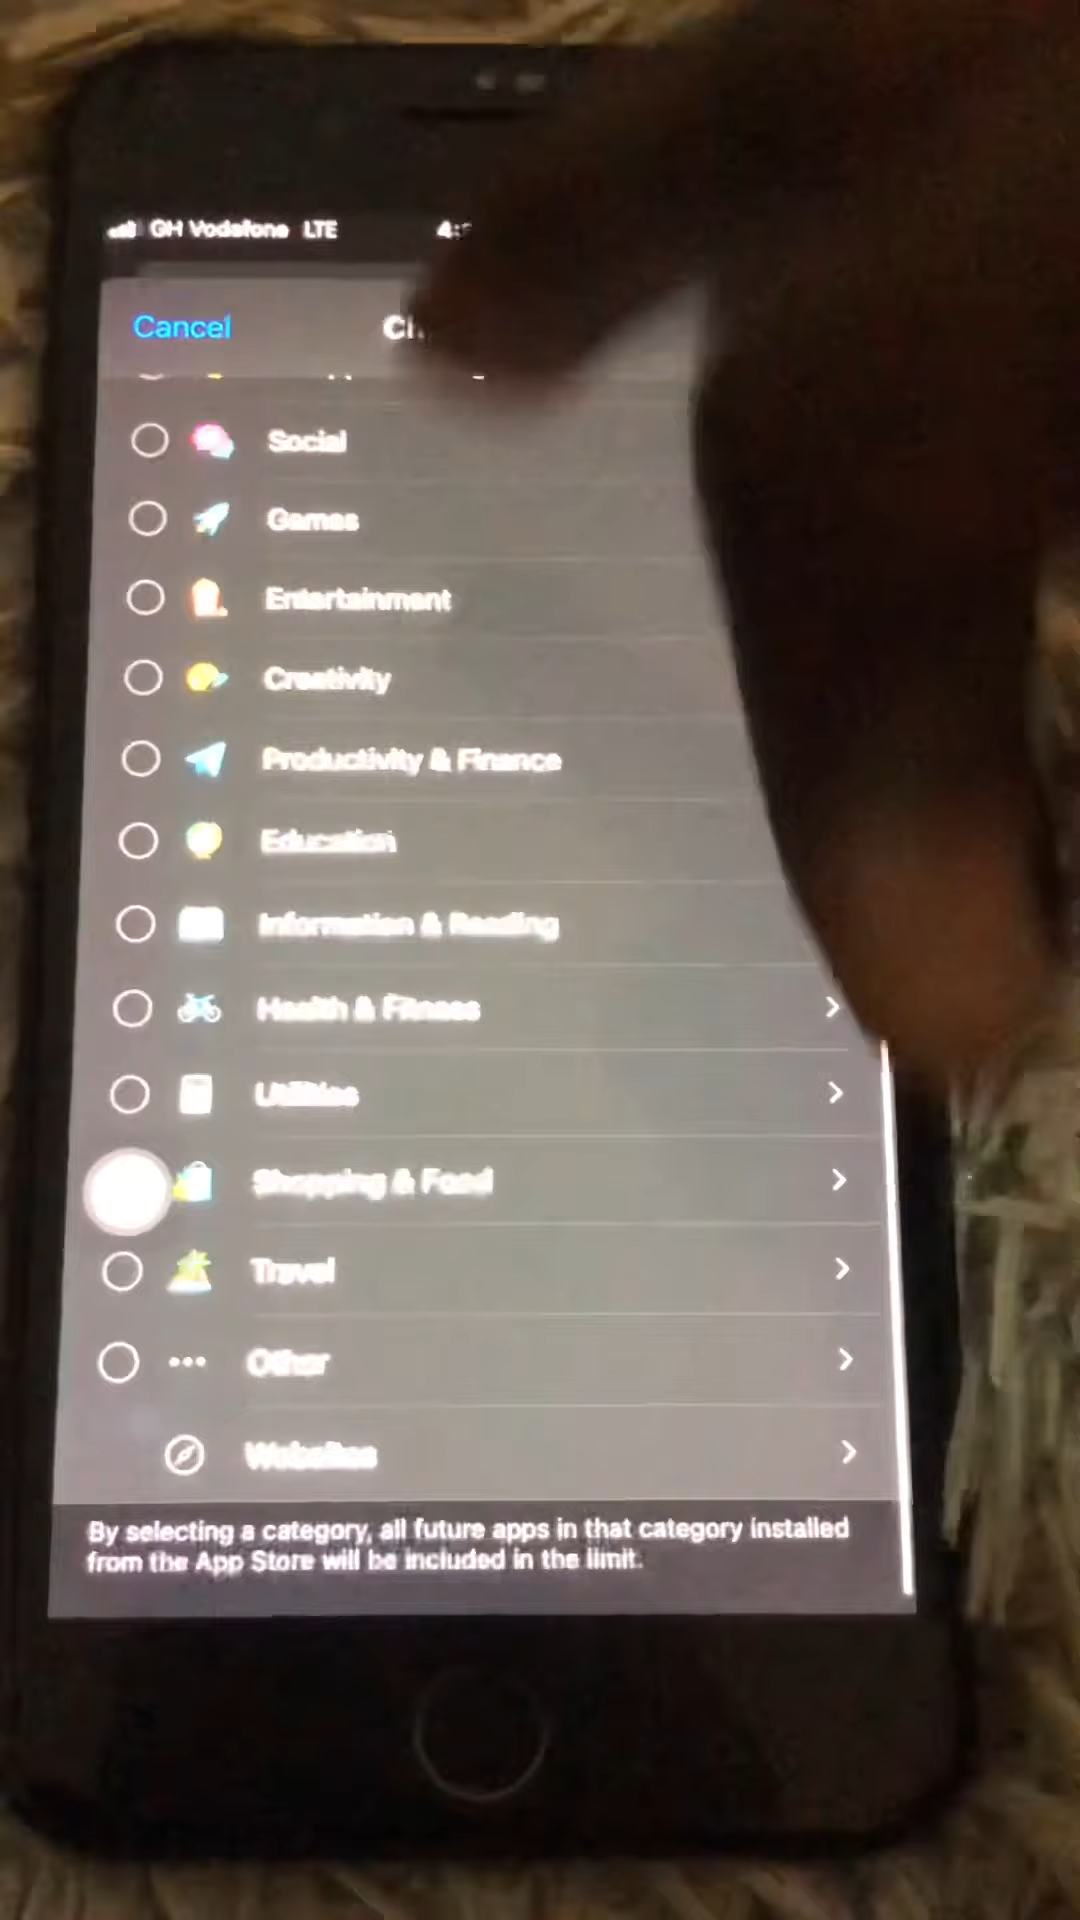 GH Vodafone LTE
Cancel
Social
Games
Entertainment
Creativity
Productivity & Finance
Education
Information & Reading
Health & Fitness
Utilities
Shopping & Food
Travel
Other
Websites
By selecting a category, all future apps in that category installed
from the App Store will be included in the limit.